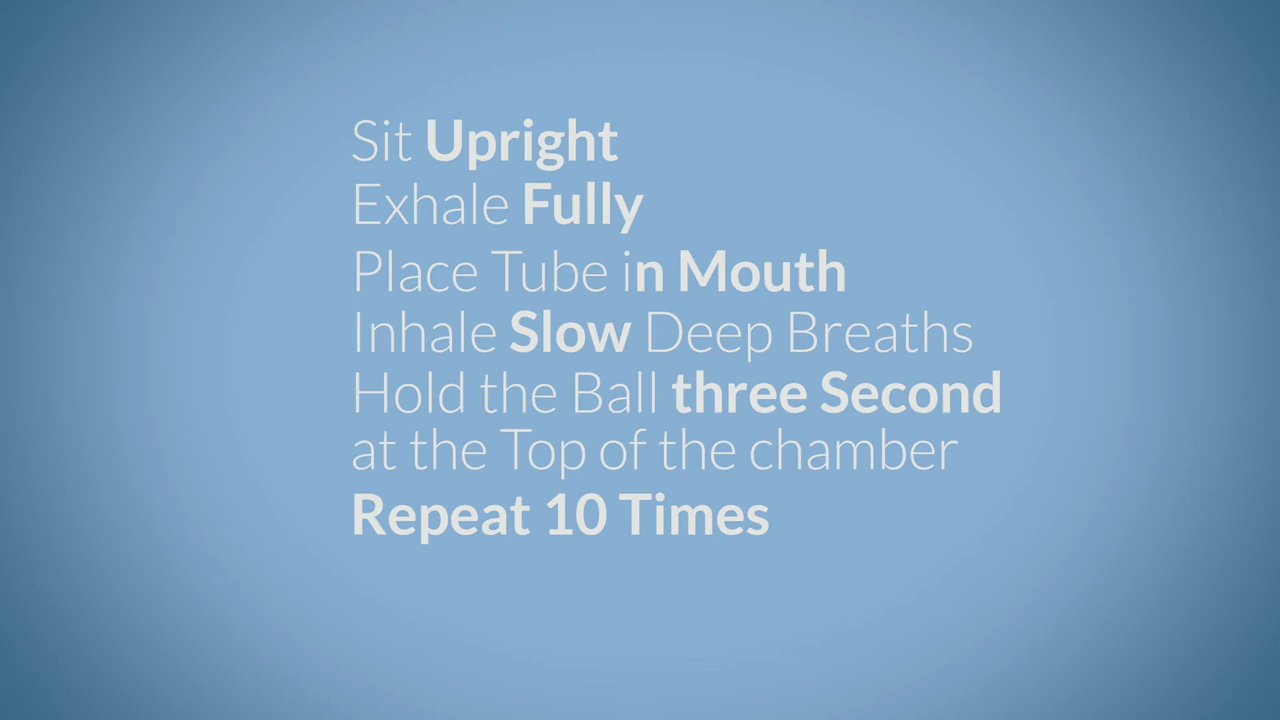 Sit Upright
Exhale Fully
Place Tube in Mouth
Inhale Slow Deep Breaths
Hold the Ball three Second
at the Top of the chamber
Repeat 10 Times